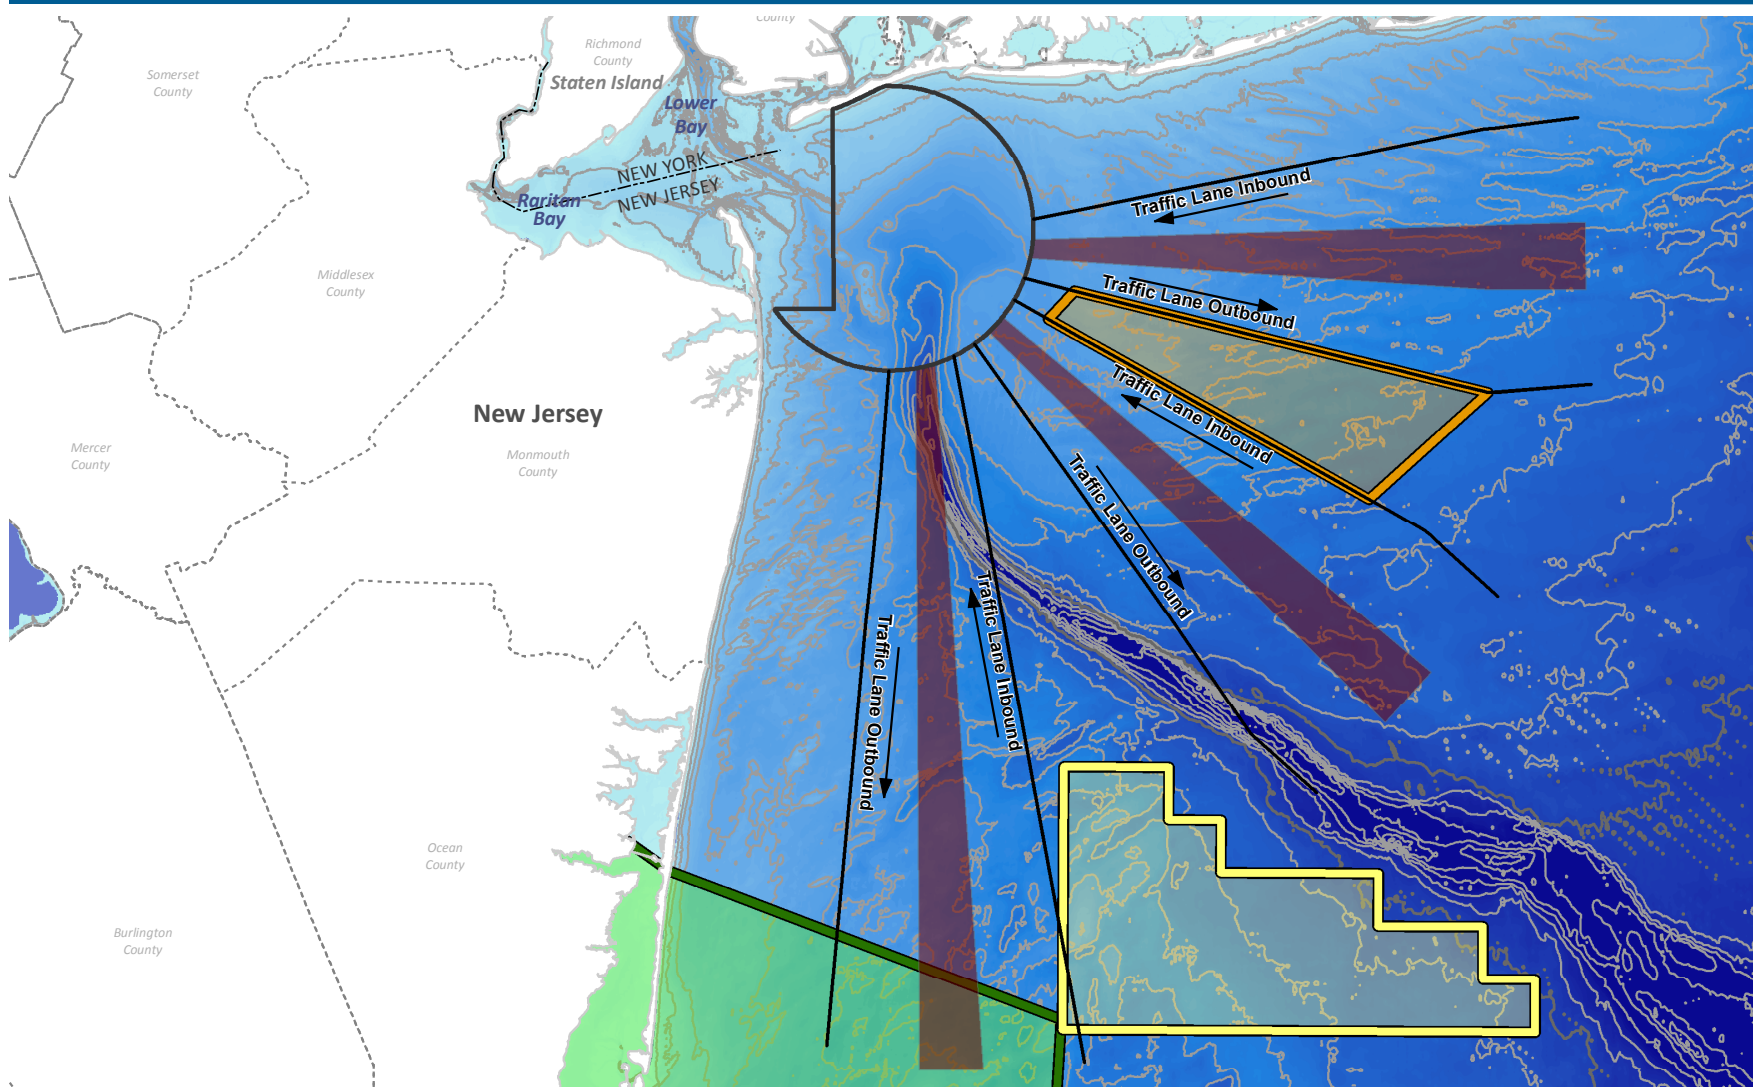 County
Richmond
County
Somerset
County
Staten Island
Lower
Bay
NEW YORK
NEW JERSEY
Raritan
Bay
Traffic Lane Inbound
Middlesex
County
Traffic Lane Outbound
Traffic Lane Inbound
New Jersey
Mercer
County
Monmouth
County
Traffic Lane Outbound
Traffic Lane Inbound
Traffic Lane Outbound
Ocean
County
Burlington
County